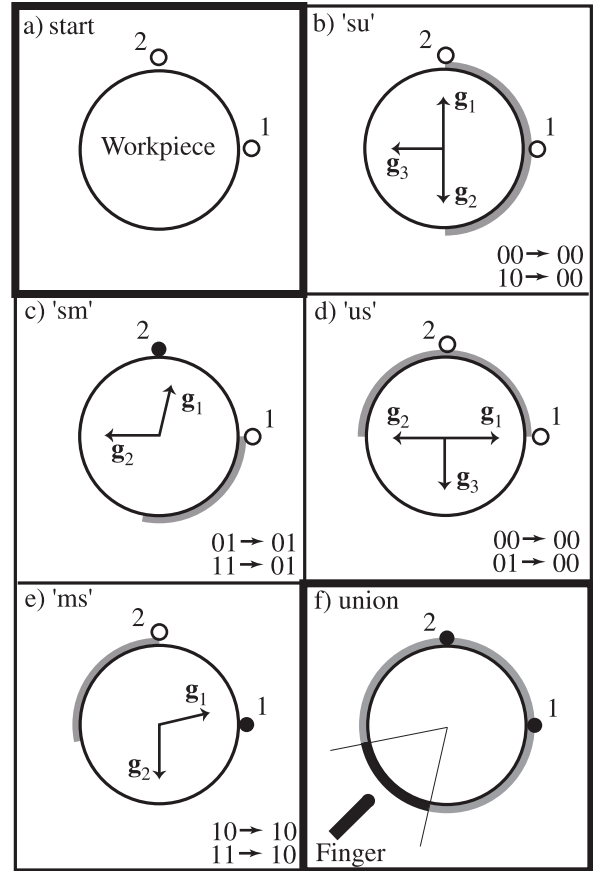 a) start
2
1
Workpiece
b) 'su'
2
1
g1
g3
g2
00→ 00
10→ 00
c) 'sm'
2
1
g1
g2
01→ 01
11→ 01
d) 'us'
2
1
g2
g1
g3
00→ 00
01→ 00
e) 'ms'
2
1
g1
g2
10→ 10
11→ 10
f) union
2
1
Finger